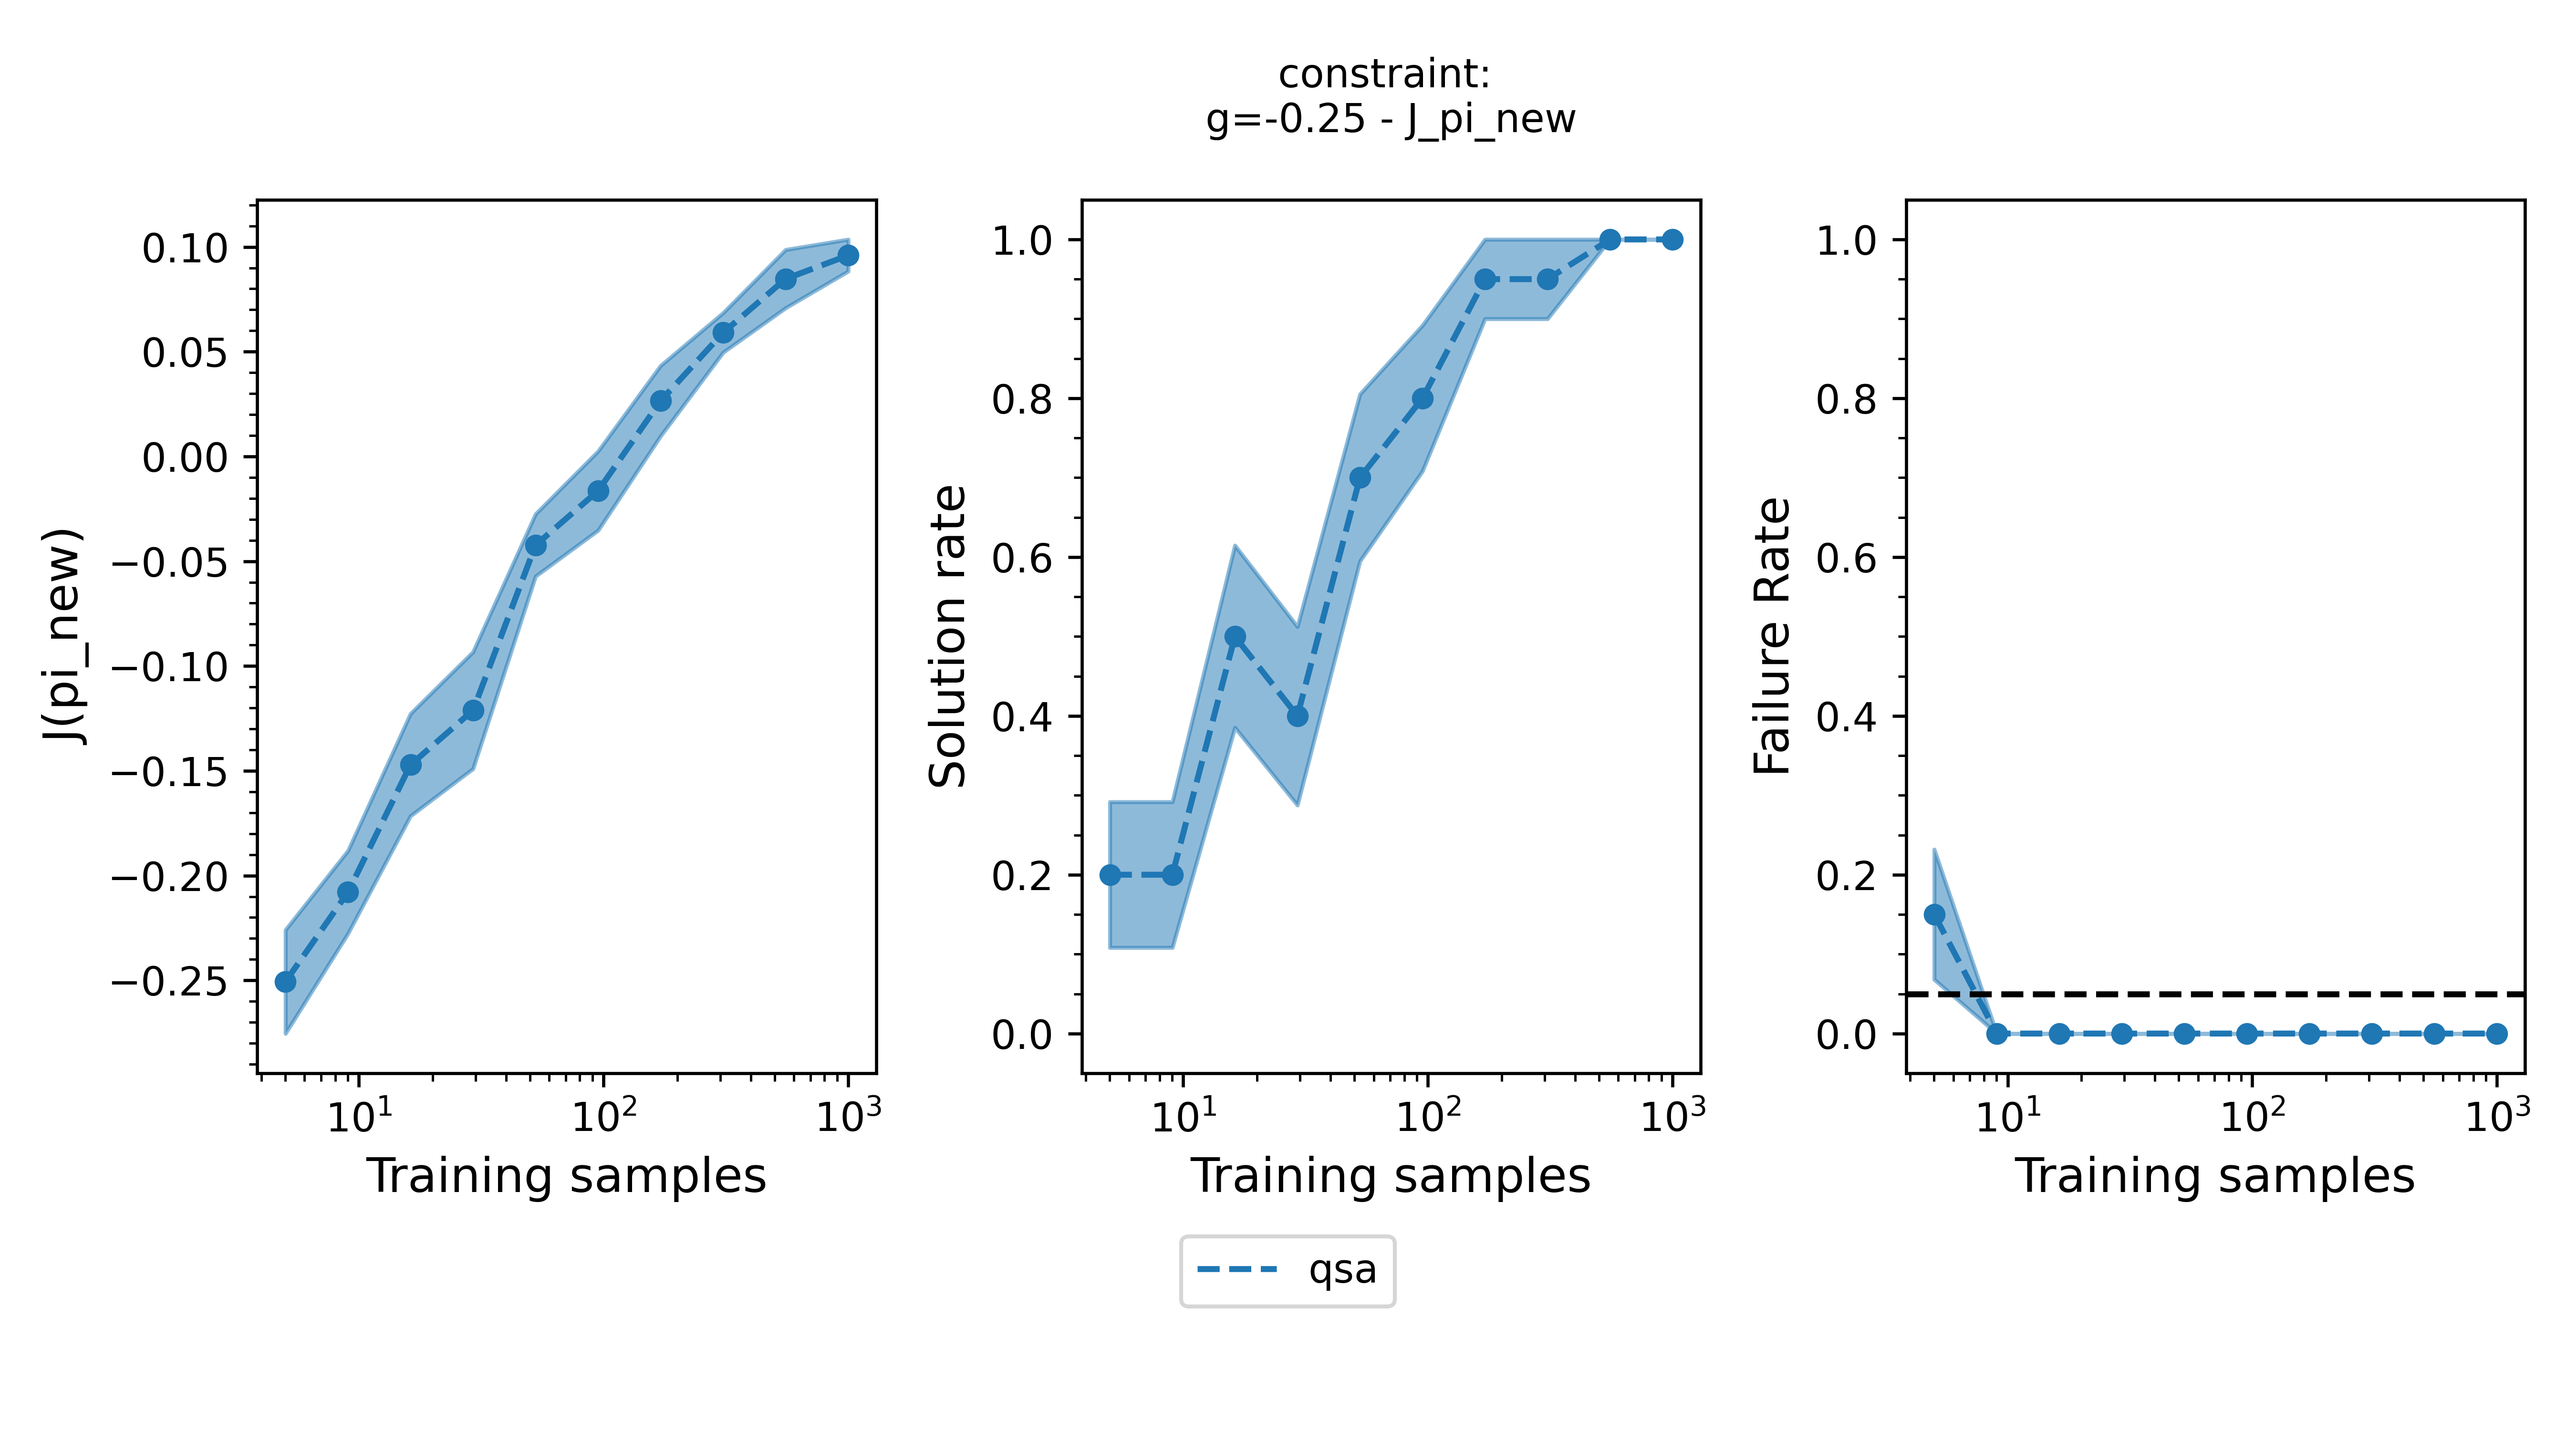 constraint:
g=-0.25 - J_pi_new
J(pi_new)
0.10
0.05
0.00
−0.05
−0.10
−0.15
−0.20
−0.25
10¹ 10² 10³
Training samples
Solution rate
1.0
0.8
0.6
0.4
0.2
0.0
10¹ 10² 10³
Training samples
Failure Rate
1.0
0.8
0.6
0.4
0.2
0.0
10¹ 10² 10³
Training samples
qsa